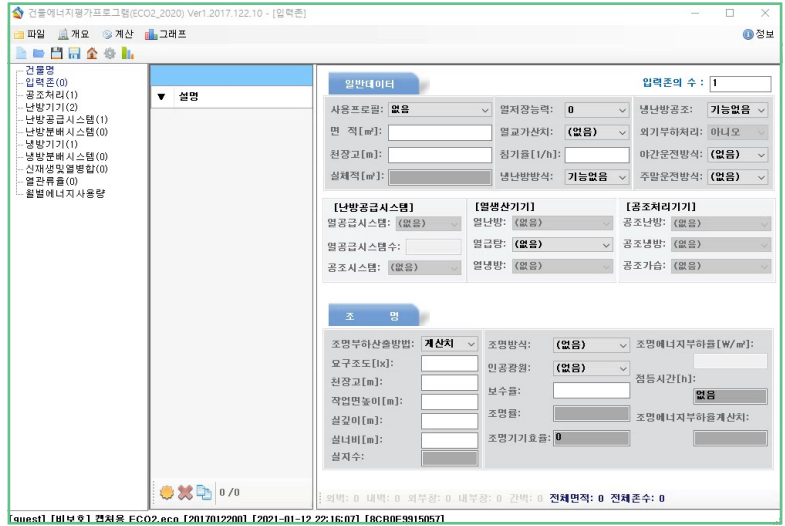 건물에너지평가프로그램(ECO2_2020) Ver1.2017.122.10 - [입력존]
파일 개요 계산 그래프 정보
건물명
입력존(0)
공조처리(1)
난방기기(2)
난방공급시스템(1)
난방분배시스템(0)
냉방기기(1)
냉방분배시스템(0)
신재생및열병합(0)
열관류율(0)
월별에너지사용량
▼ 설명
0 /0
일반데이터 입력존의 수 : 1
사용프로필: 없음 열저장능력: 0 냉난방공조: 기능없음
면 적[㎡]: 열교가산치: (없음) 외기부하처리: 아니오
천장고[m]: 침기율[1/h]: 야간운전방식: (없음)
실체적[㎥]: 냉난방방식: 기능없음 주말운전방식: (없음)
[난방공급시스템] [열생산기기] [공조처리기기]
열공급시스템: (없음) 열난방: (없음) 공조난방: (없음)
열공급시스템수: 열급탕: (없음) 공조냉방: (없음)
공조시스템: (없음) 열냉방: (없음) 공조가습: (없음)
조 명
조명부하산출방법: 계산치 조명방식: (없음) 조명에너지부하율[W/㎡]:
요구조도[lx]: 인공광원: (없음)
천장고[m]: 보수율: 점등시간[h]:
작업면높이[m]: 없음
실깊이[m]: 조명률: 조명에너지부하율계산치:
실너비[m]: 조명기기효율: 0
실지수:
외벽: 0 내벽: 0 외부창: 0 내부창: 0 간벽: 0 전체면적: 0 전체존수: 0
[guest] [비보호] 캡처용 ECO2.eco [2017012200] [2021-01-12 22:16:07] [8CB0F9915057]